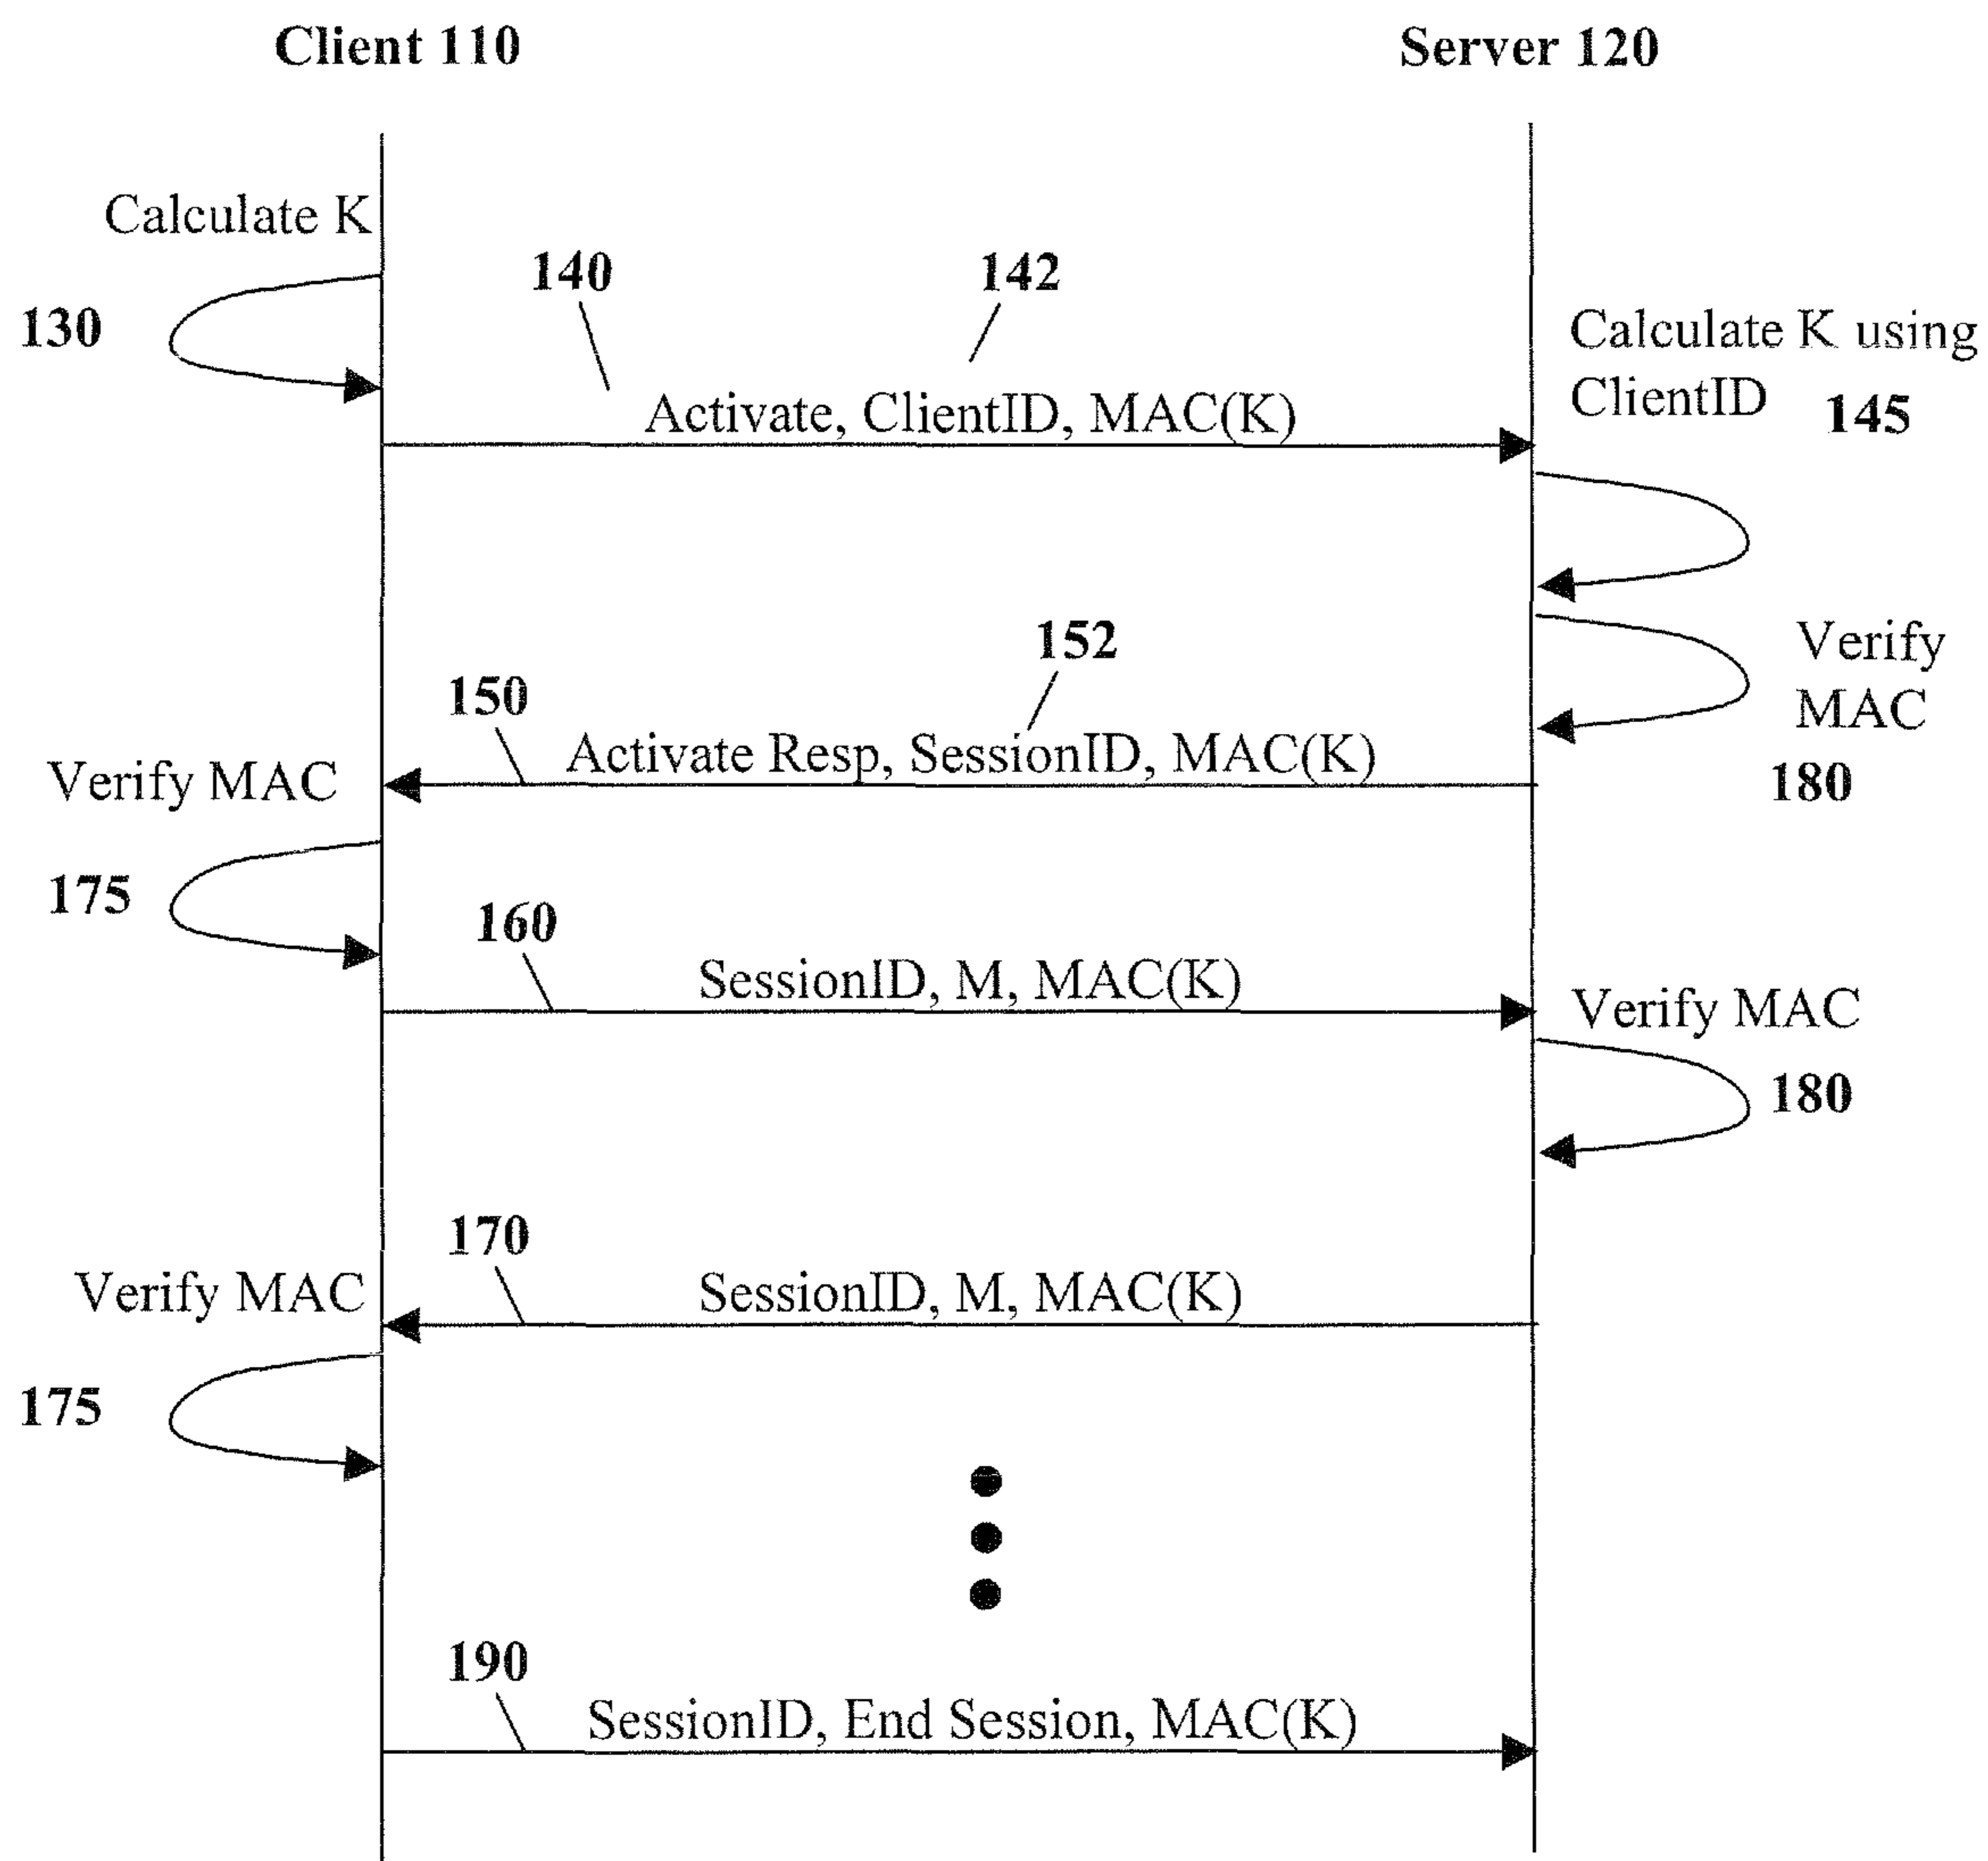 Client 110
Server 120
Calculate K
130
140
142
Activate, ClientID, MAC(K)
Calculate K using
ClientID 145
Verify
MAC
180
152
150
Activate Resp, SessionID, MAC(K)
Verify MAC
175
160
SessionID, M, MAC(K)
Verify MAC
180
170
SessionID, M, MAC(K)
Verify MAC
175
190
SessionID, End Session, MAC(K)